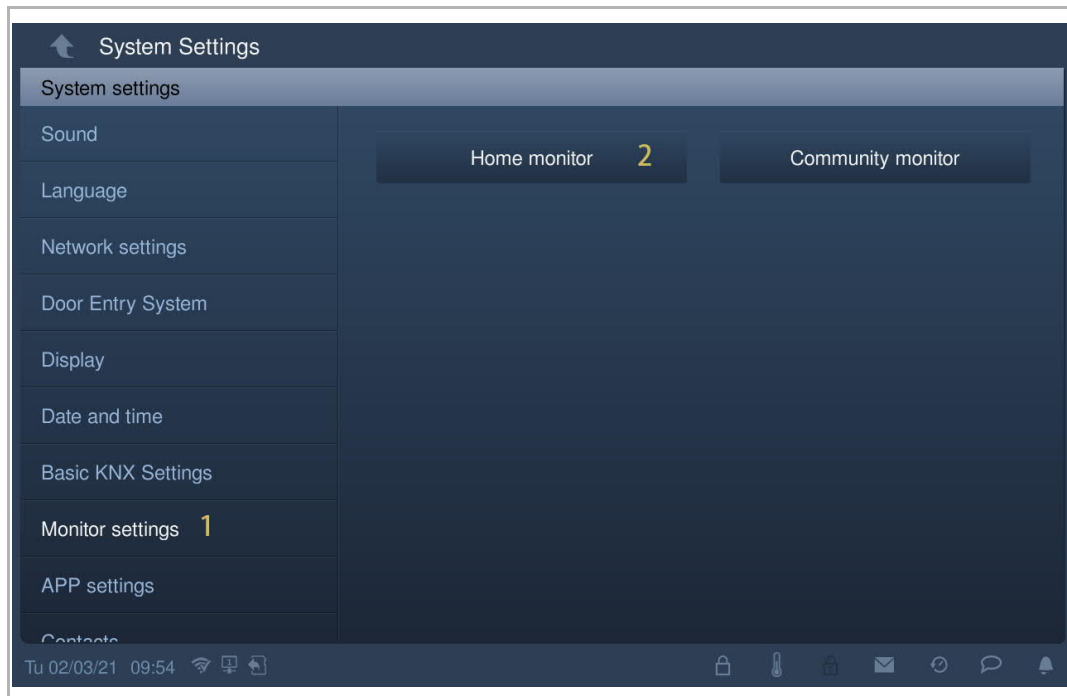 System Settings
System settings
Sound
Home monitor 2
Community monitor
Language
Network settings
Door Entry System
Display
Date and time
Basic KNX Settings
Monitor settings 1
APP settings
Contacts
Tu 02/03/21 09:54